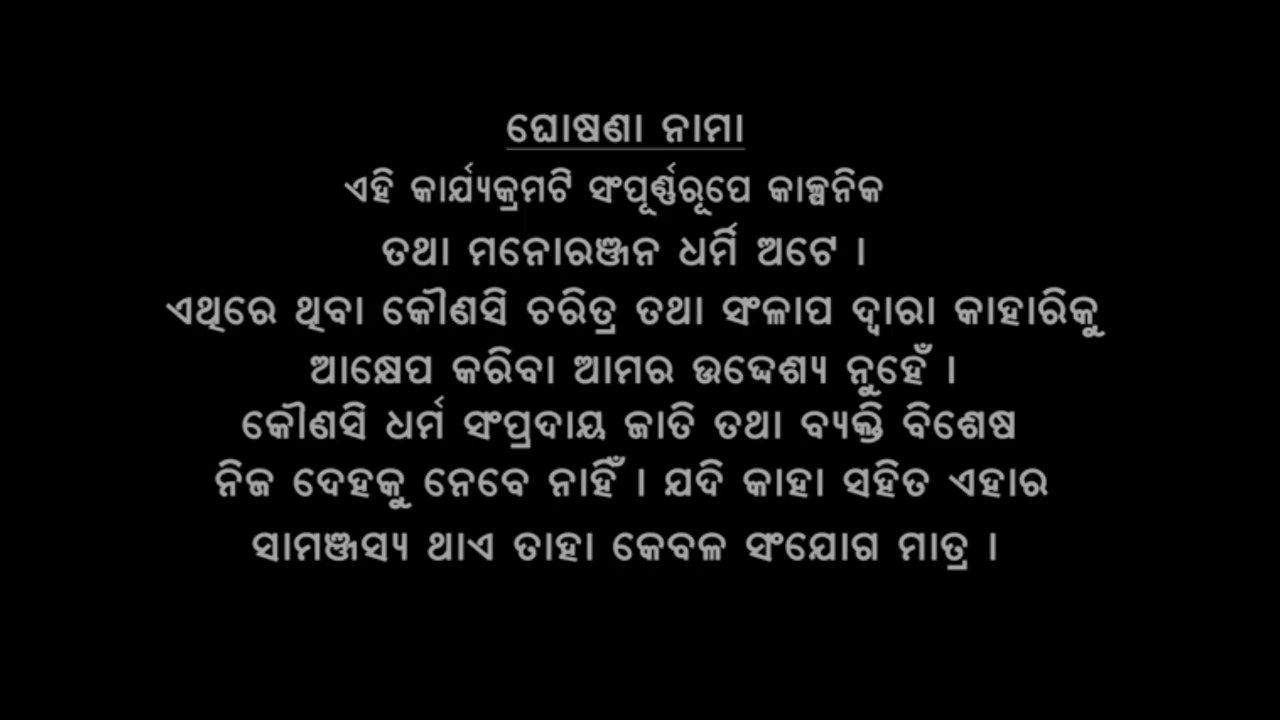 ଘୋଷଣା ନାମା
ଏହି କାର୍ଯ୍ୟକ୍ରମଟି ସଂପୂର୍ଣ୍ଣରୂପେ କାଳ୍ପନିକ
ତଥା ମନୋରଞ୍ଜନ ଧର୍ମି ଅଟେ ।
ଏଥିରେ ଥିବା କୌଣସି ଚରିତ୍ର ତଥା ସଂଳାପ ଦ୍ୱାରା କାହାରିକୁ
ଆକ୍ଷେପ କରିବା ଆମର ଉଦ୍ଦେଶ୍ୟ ନୁହେଁ ।
କୌଣସି ଧର୍ମ ସଂପ୍ରଦାୟ ଜାତି ତଥା ବ୍ୟକ୍ତି ବିଶେଷ
ନିଜ ଦେହକୁ ନେବେ ନାହିଁ । ଯଦି କାହା ସହିତ ଏହାର
ସାମଞ୍ଜସ୍ୟ ଥାଏ ତାହା କେବଳ ସଂଯୋଗ ମାତ୍ର ।